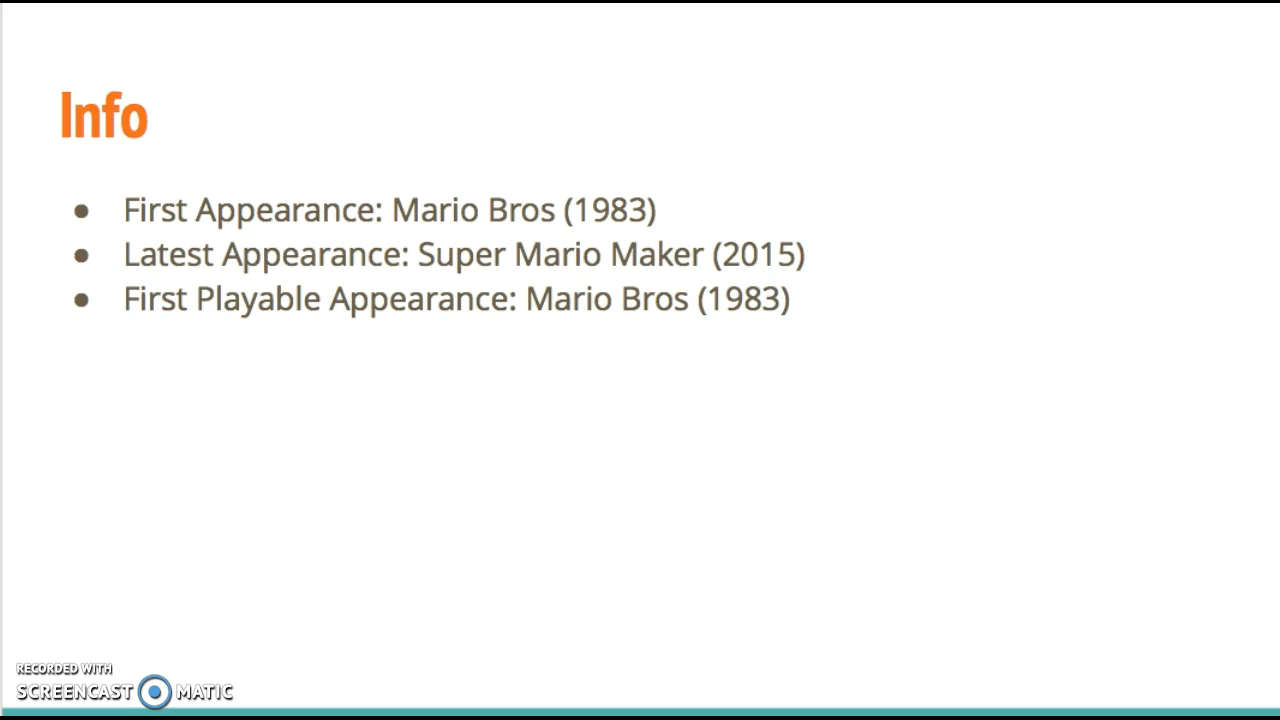 Info
● First Appearance: Mario Bros (1983)
● Latest Appearance: Super Mario Maker (2015)
● First Playable Appearance: Mario Bros (1983)
RECORDED WITH
SCREENCAST MATIC